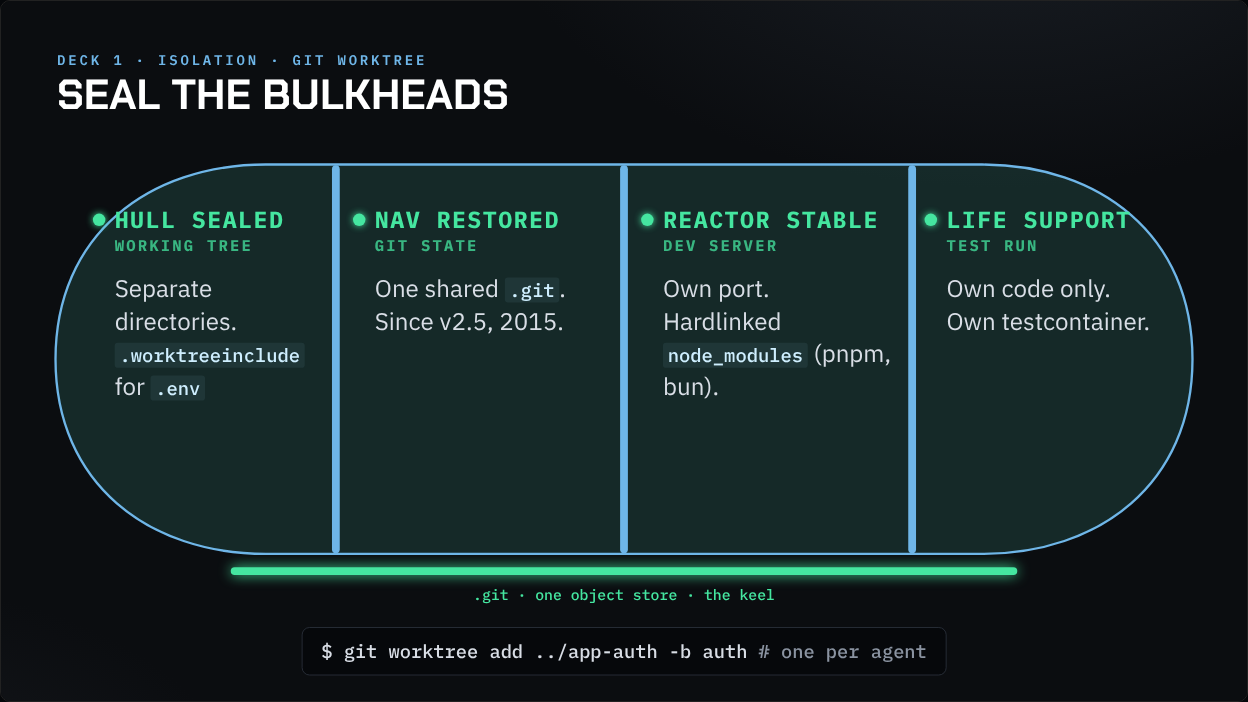 DECK 1 · ISOLATION · GIT WORKTREE
SEAL THE BULKHEADS
HULL SEALED
WORKING TREE
Separate
directories.
.worktreeinclude
for .env
NAV RESTORED
GIT STATE
One shared .git.
Since v2.5, 2015.
REACTOR STABLE
DEV SERVER
Own port.
Hardlinked
node_modules (pnpm,
bun).
LIFE SUPPORT
TEST RUN
Own code only.
Own testcontainer.
.git · one object store · the keel
$ git worktree add ../app-auth -b auth # one per agent